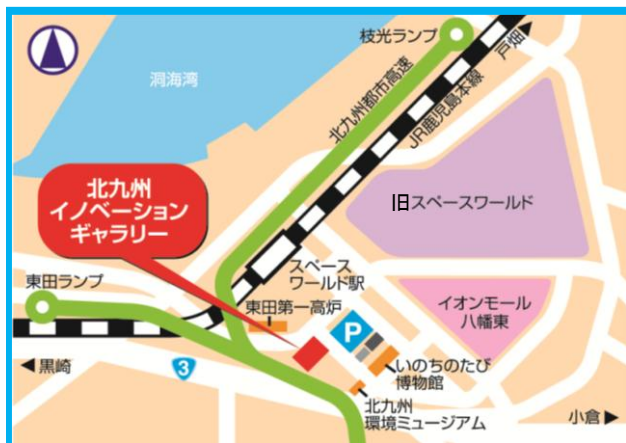 枝光ランプ
戸畑
洞海湾
北九州都市高速
JR鹿児島本線
北九州
イノベーション
ギャラリー
旧スペースワールド
スペース
ワールド駅
東田ランプ
東田第一高炉
イオンモール
八幡東
P
黒崎
3
いのちのたび
博物館
北九州
環境ミュージアム
小倉